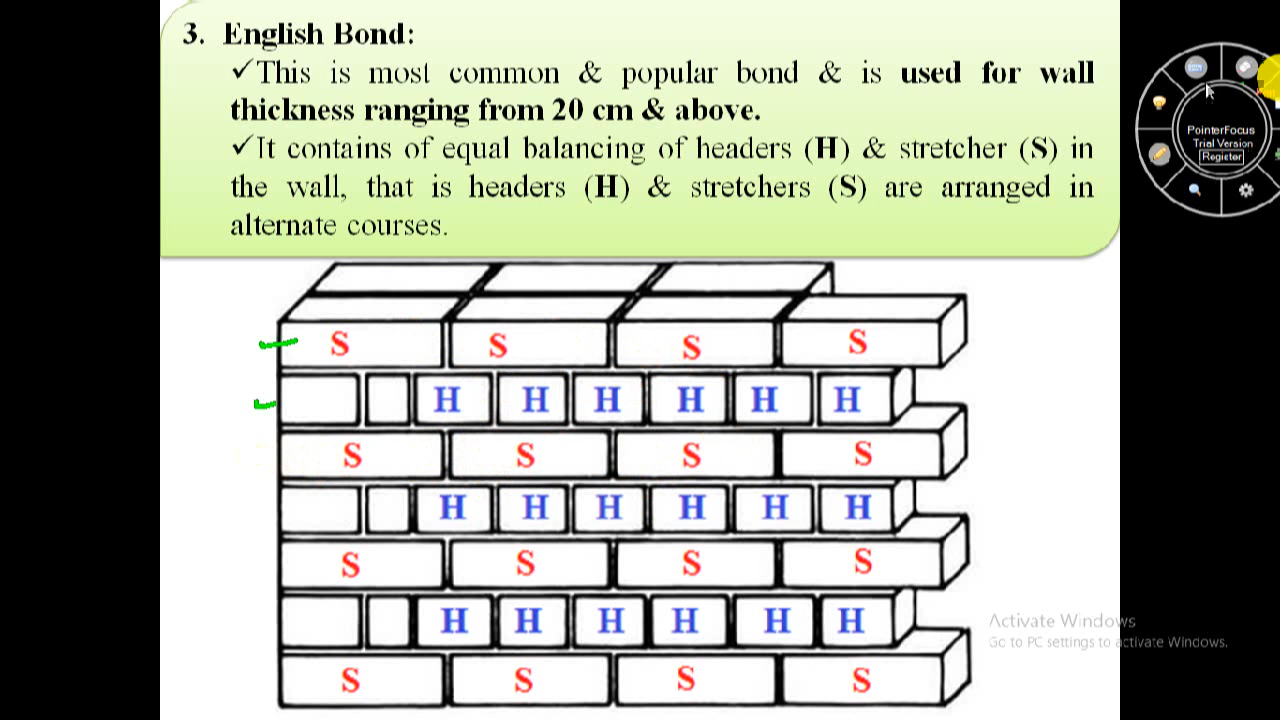 3. English Bond:
✓This is most common & popular bond & is used for wall
thickness ranging from 20 cm & above.
✓It contains of equal balancing of headers (H) & stretcher (S) in
the wall, that is headers (H) & stretchers (S) are arranged in
alternate courses.
PointerFocus
Trial Version
Register
S S S S
H H H H H H
S S S S
H H H H H H
S S S S
H H H H H H
S S S S
Activate Windows
Go to PC settings to activate Windows.